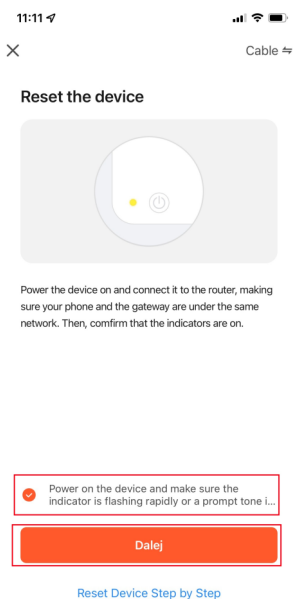 11:11
Cable
Reset the device
Power the device on and connect it to the router, making
sure your phone and the gateway are under the same
network. Then, comfirm that the indicators are on.
Power on the device and make sure the
indicator is flashing rapidly or a prompt tone i...
Dalej
Reset Device Step by Step